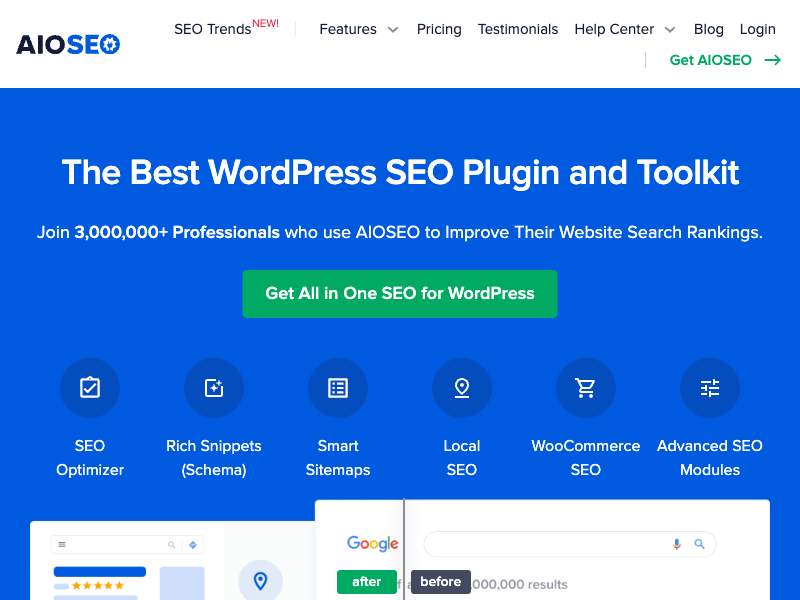 SEO Trends NEW!
Features
Pricing
Testimonials
Help Center
Blog
Login
AIOSEO
Get AIOSEO →
The Best WordPress SEO Plugin and Toolkit
Join 3,000,000+ Professionals who use AIOSEO to Improve Their Website Search Rankings.
Get All in One SEO for WordPress
SEO
Optimizer
Rich Snippets
(Schema)
Smart
Sitemaps
Local
SEO
WooCommerce
SEO
Advanced SEO
Modules
Google
after
before
000,000 results